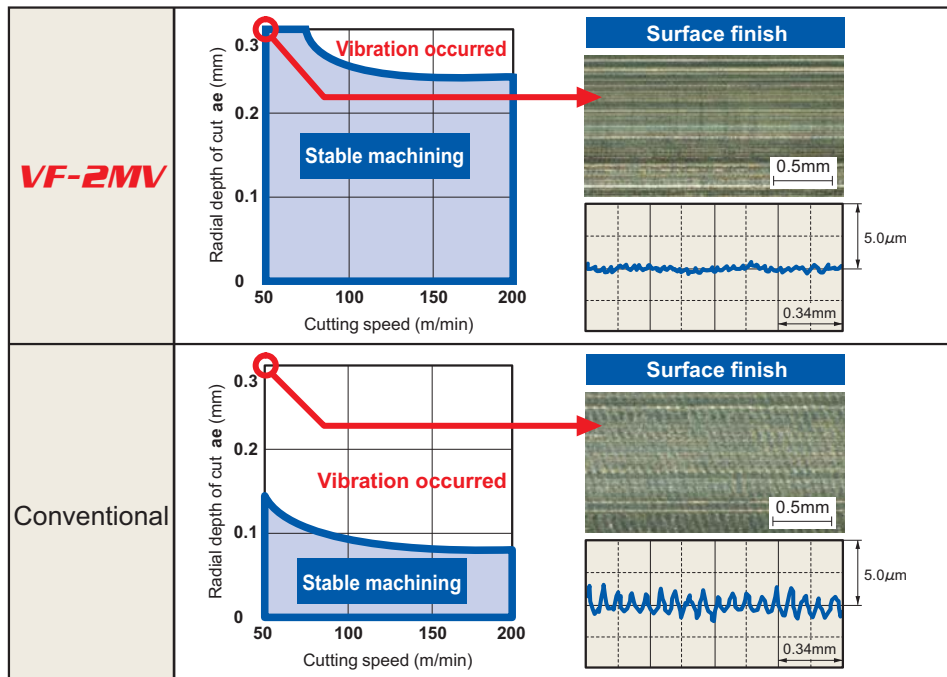 VF-2MV
Radial depth of cut ae (mm)
0.3
0.2
0.1
0
50
100
150
200
Cutting speed (m/min)
Vibration occurred
Stable machining
Surface finish
0.5mm
5.0μm
0.34mm
Conventional
Radial depth of cut ae (mm)
0.3
0.2
0.1
0
50
100
150
200
Cutting speed (m/min)
Vibration occurred
Stable machining
Surface finish
0.5mm
5.0μm
0.34mm